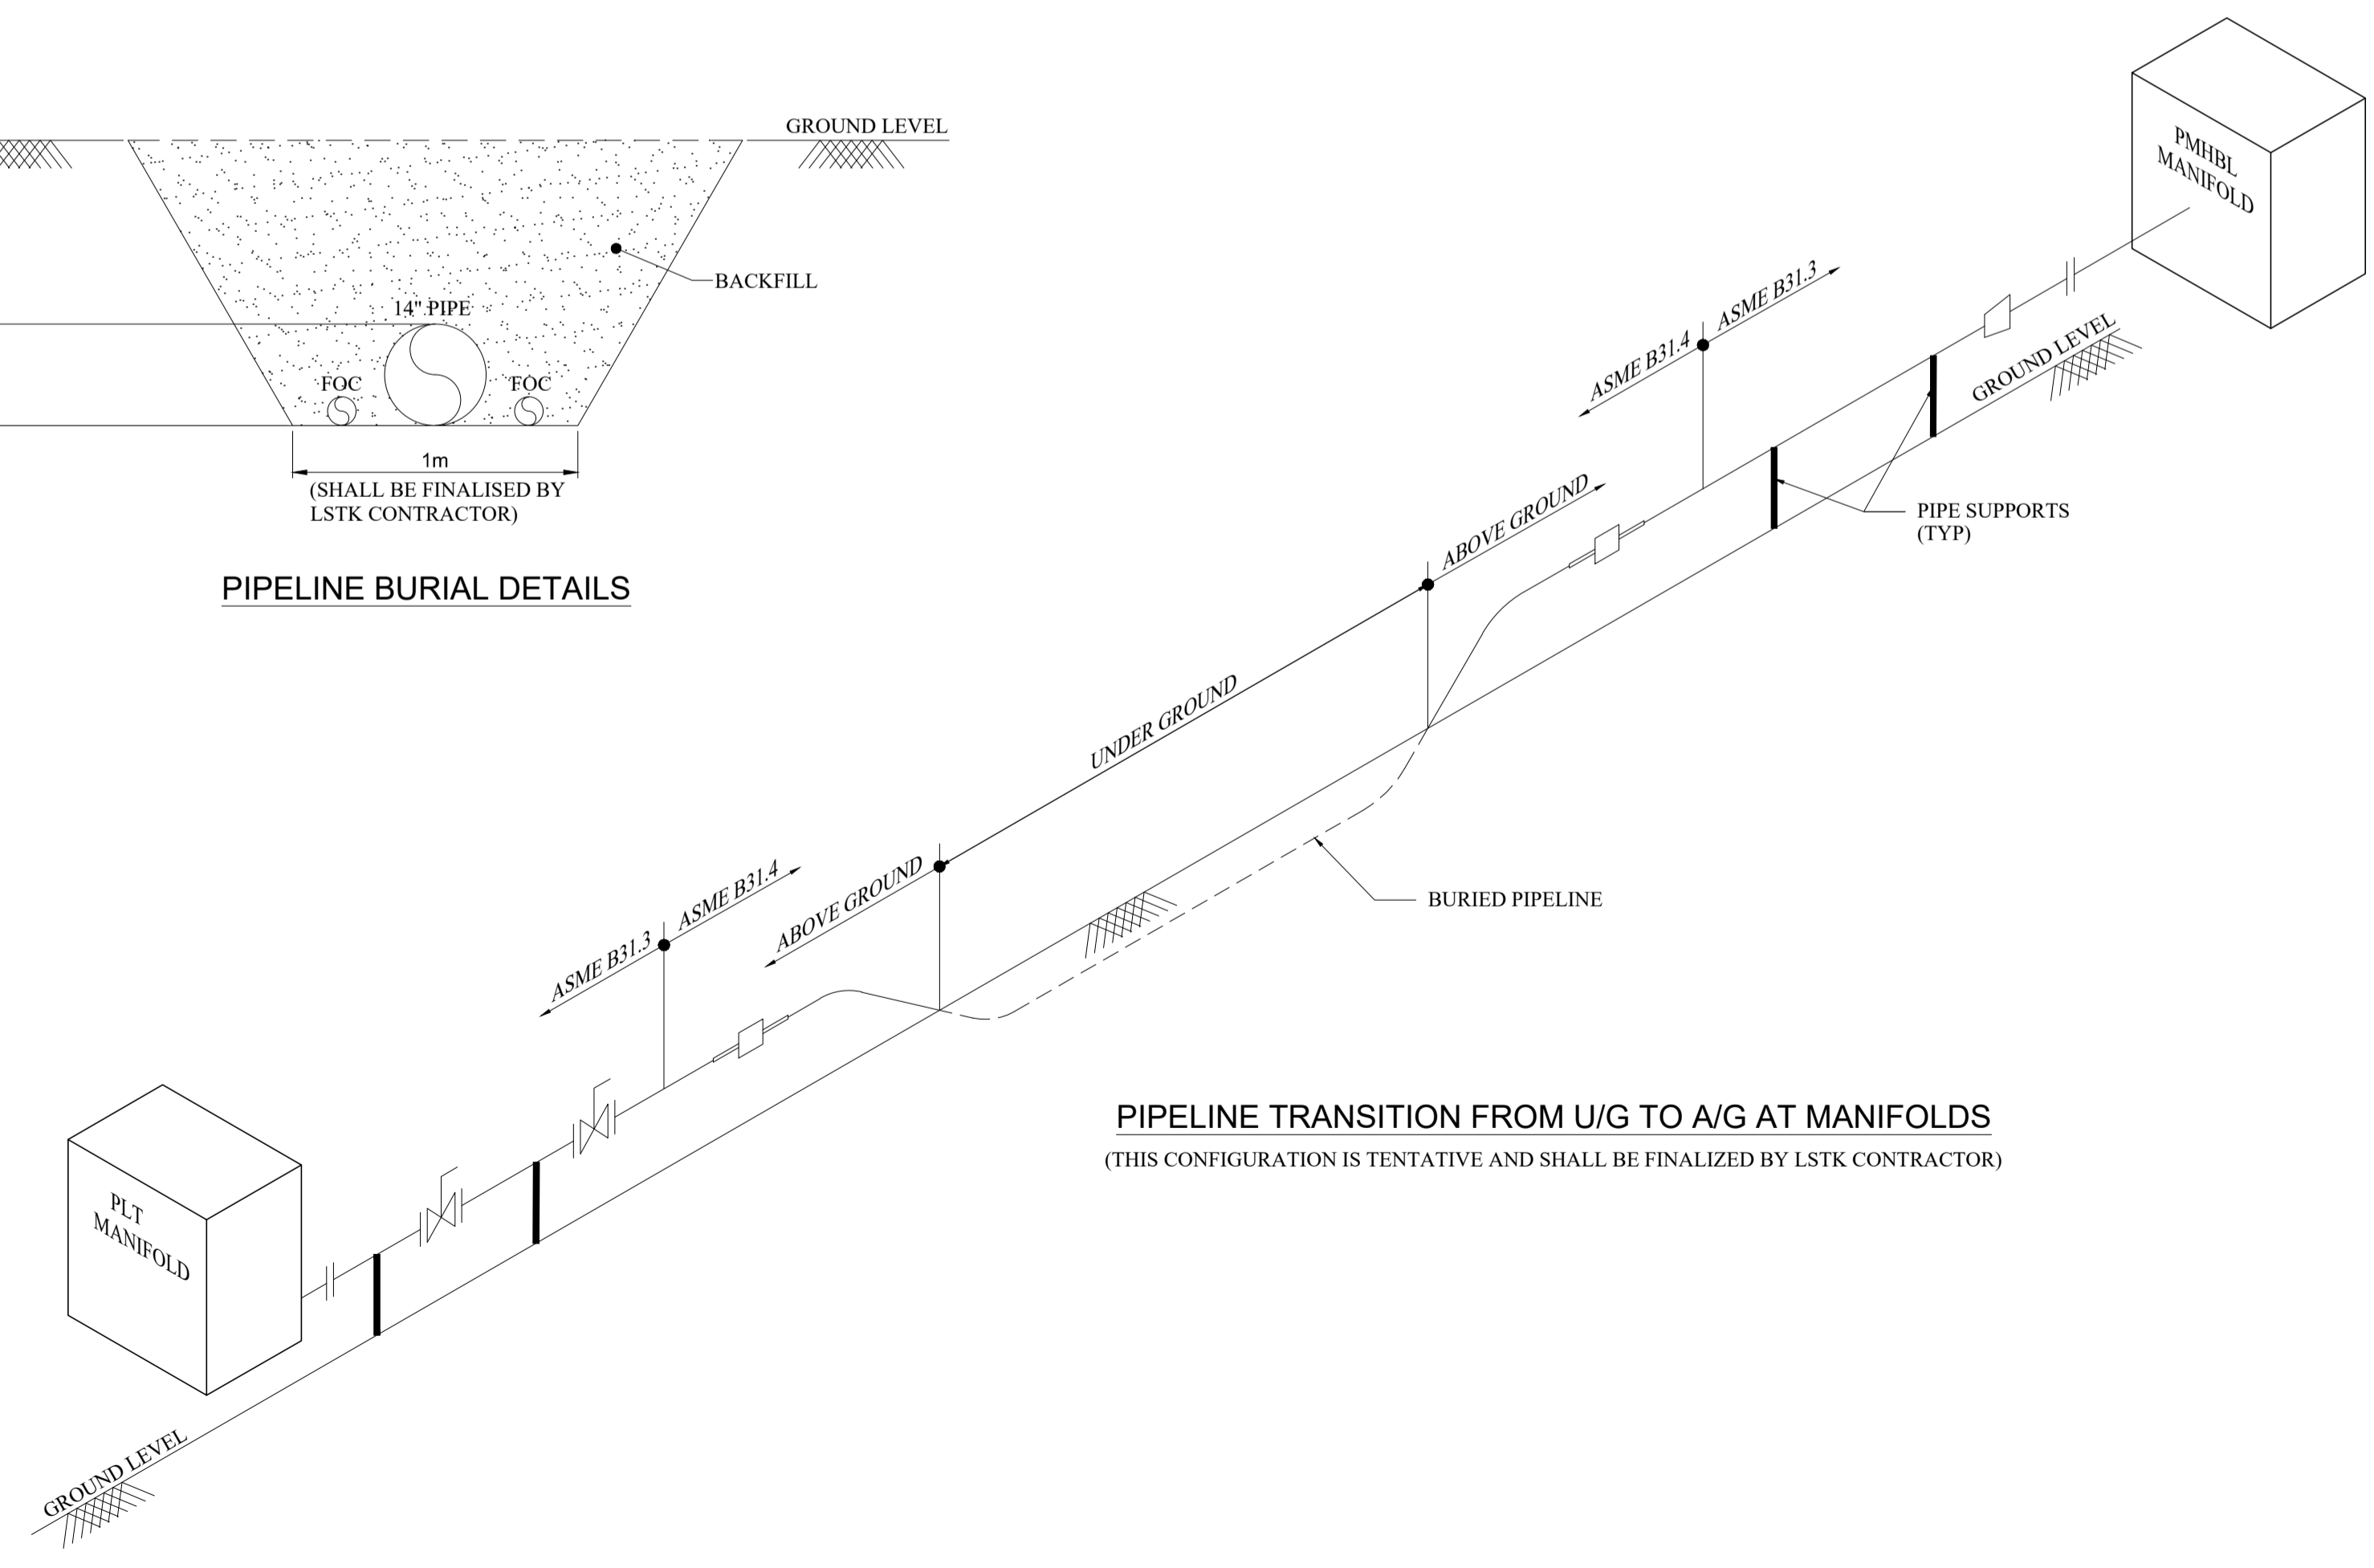 GROUND LEVEL
BACKFILL
14" PIPE
FOC
FOC
1m
(SHALL BE FINALISED BY
LSTK CONTRACTOR)
PIPELINE BURIAL DETAILS
PMHBL
MANIFOLD
ASME B31.4
ASME B31.3
GROUND LEVEL
PIPE SUPPORTS
(TYP)
ABOVE GROUND
UNDER GROUND
ABOVE GROUND
BURIED PIPELINE
ASME B31.3
ASME B31.4
PIPELINE TRANSITION FROM U/G TO A/G AT MANIFOLDS
(THIS CONFIGURATION IS TENTATIVE AND SHALL BE FINALIZED BY LSTK CONTRACTOR)
PLT
MANIFOLD
GROUND LEVEL